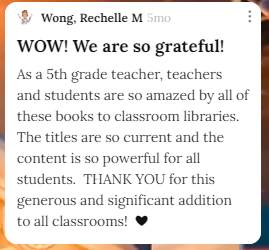 Wong, Rechelle M 5mo
WOW! We are so grateful!
As a 5th grade teacher, teachers
and students are so amazed by all of
these books to classroom libraries.
The titles are so current and the
content is so powerful for all
students.  THANK YOU for this
generous and significant addition
to all classrooms! 🖤